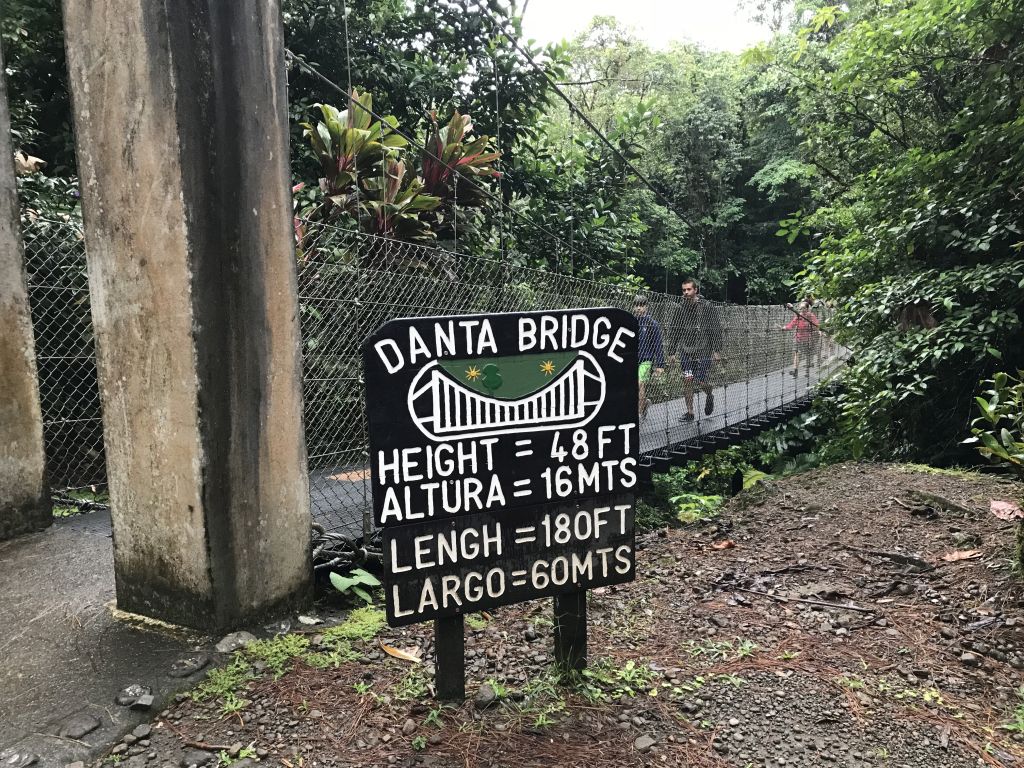 DANTA BRIDGE
HEIGHT = 48 FT
ALTURA = 16 MTS
LENGH = 180 FT
LARGO = 60 MTS